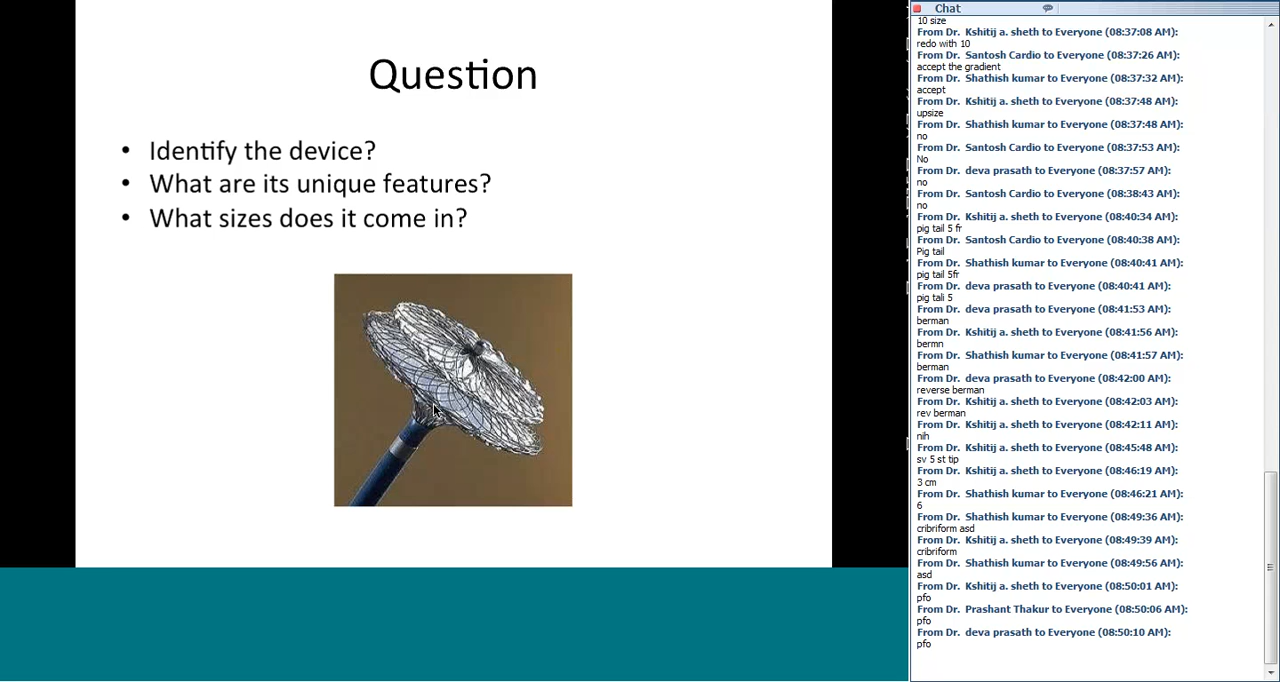 Question
• Identify the device?
• What are its unique features?
• What sizes does it come in?
Chat
10 size
From Dr. Kshitij a. sheth to Everyone (08:37:08 AM):
redo with 10
From Dr. Santosh Cardio to Everyone (08:37:26 AM):
accept the gradient
From Dr. Shathish kumar to Everyone (08:37:32 AM):
accept
From Dr. Kshitij a. sheth to Everyone (08:37:48 AM):
upsize
From Dr. Shathish kumar to Everyone (08:37:48 AM):
no
From Dr. Santosh Cardio to Everyone (08:37:53 AM):
No
From Dr. deva prasath to Everyone (08:37:57 AM):
no
From Dr. Santosh Cardio to Everyone (08:38:43 AM):
no
From Dr. Kshitij a. sheth to Everyone (08:40:34 AM):
pig tail 5 fr
From Dr. Santosh Cardio to Everyone (08:40:38 AM):
Pig tail
From Dr. Shathish kumar to Everyone (08:40:41 AM):
pig tail 5fr
From Dr. deva prasath to Everyone (08:40:41 AM):
pig tali 5
From Dr. deva prasath to Everyone (08:41:53 AM):
berman
From Dr. Kshitij a. sheth to Everyone (08:41:56 AM):
bermn
From Dr. Shathish kumar to Everyone (08:41:57 AM):
berman
From Dr. deva prasath to Everyone (08:42:00 AM):
reverse berman
From Dr. Kshitij a. sheth to Everyone (08:42:03 AM):
rev berman
From Dr. Kshitij a. sheth to Everyone (08:42:11 AM):
nih
From Dr. Kshitij a. sheth to Everyone (08:45:48 AM):
sv 5 st tip
From Dr. Kshitij a. sheth to Everyone (08:46:19 AM):
3 cm
From Dr. Shathish kumar to Everyone (08:46:21 AM):
6
From Dr. Shathish kumar to Everyone (08:49:36 AM):
cribriform asd
From Dr. Kshitij a. sheth to Everyone (08:49:39 AM):
cribriform
From Dr. Shathish kumar to Everyone (08:49:56 AM):
asd
From Dr. Kshitij a. sheth to Everyone (08:50:01 AM):
pfo
From Dr. Prashant Thakur to Everyone (08:50:06 AM):
pfo
From Dr. deva prasath to Everyone (08:50:10 AM):
pfo